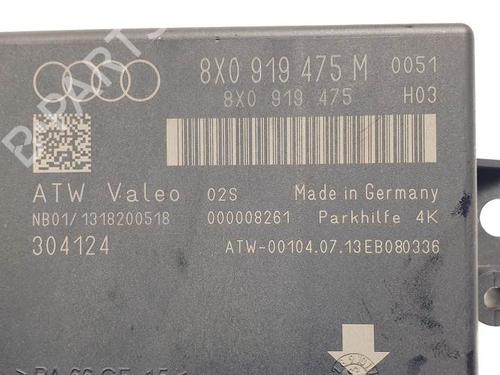 8X0 919 475 M 0051
8X0 919 475 H03
ATW Valeo 02S Made in Germany
NB01/1318200518 000008261 Parkhilfe 4K
304124 ATW-00104.07.13EB080336
B-PARTS